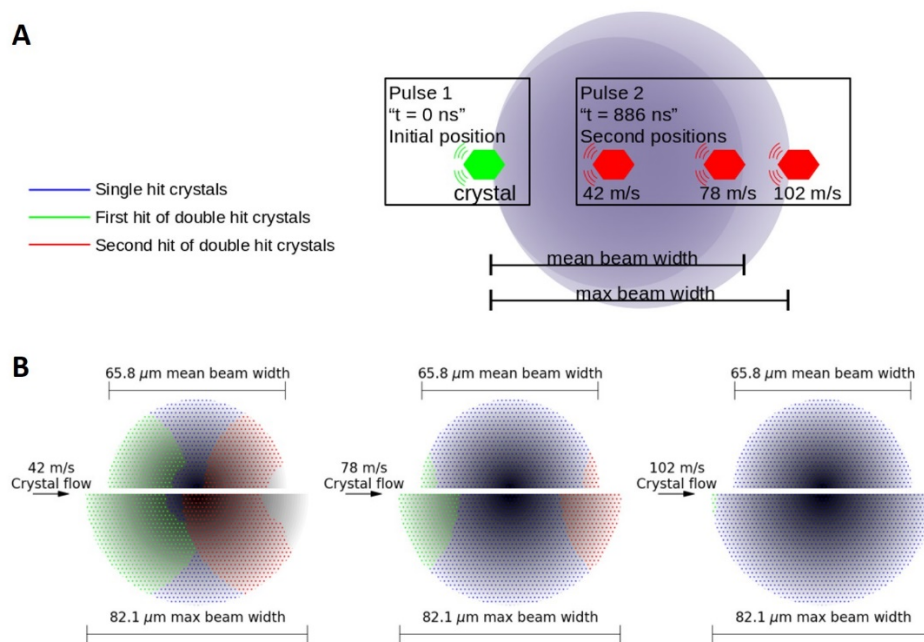 A
Pulse 1
“t = 0 ns”
Initial position
crystal
Pulse 2
“t = 886 ns”
Second positions
42 m/s
78 m/s
102 m/s
mean beam width
max beam width
Single hit crystals
First hit of double hit crystals
Second hit of double hit crystals
B
65.8 µm mean beam width
42 m/s
Crystal flow
82.1 µm max beam width
65.8 µm mean beam width
78 m/s
Crystal flow
82.1 µm max beam width
65.8 µm mean beam width
102 m/s
Crystal flow
82.1 µm max beam width